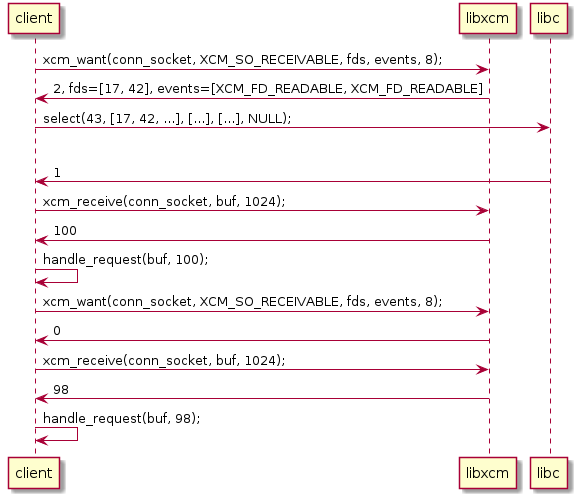 client libxcm libc
xcm_want(conn_socket, XCM_SO_RECEIVABLE, fds, events, 8);
2, fds=[17, 42], events=[XCM_FD_READABLE, XCM_FD_READABLE]
select(43, [17, 42, ...], [...], [...], NULL);
1
xcm_receive(conn_socket, buf, 1024);
100
handle_request(buf, 100);
xcm_want(conn_socket, XCM_SO_RECEIVABLE, fds, events, 8);
0
xcm_receive(conn_socket, buf, 1024);
98
handle_request(buf, 98);
client libxcm libc